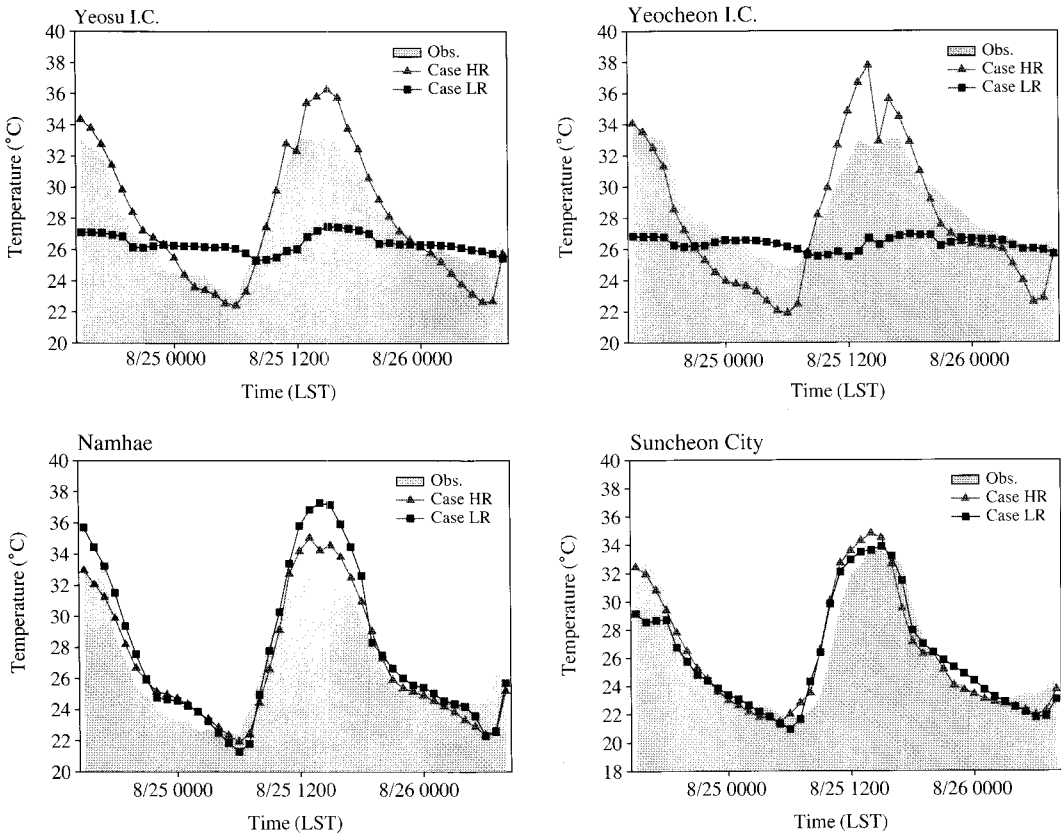 Yeosu I.C.
Temperature (°C)
40
38
36
34
32
30
28
26
24
22
20
Obs.
Case HR
Case LR
8/25 0000
8/25 1200
8/26 0000
Time (LST)
Yeocheon I.C.
Temperature (°C)
40
38
36
34
32
30
28
26
24
22
20
Obs.
Case HR
Case LR
8/25 0000
8/25 1200
8/26 0000
Time (LST)
Namhae
Temperature (°C)
40
38
36
34
32
30
28
26
24
22
20
Obs.
Case HR
Case LR
8/25 0000
8/25 1200
8/26 0000
Time (LST)
Suncheon City
Temperature (°C)
40
38
36
34
32
30
28
26
24
22
20
18
Obs.
Case HR
Case LR
8/25 0000
8/25 1200
8/26 0000
Time (LST)